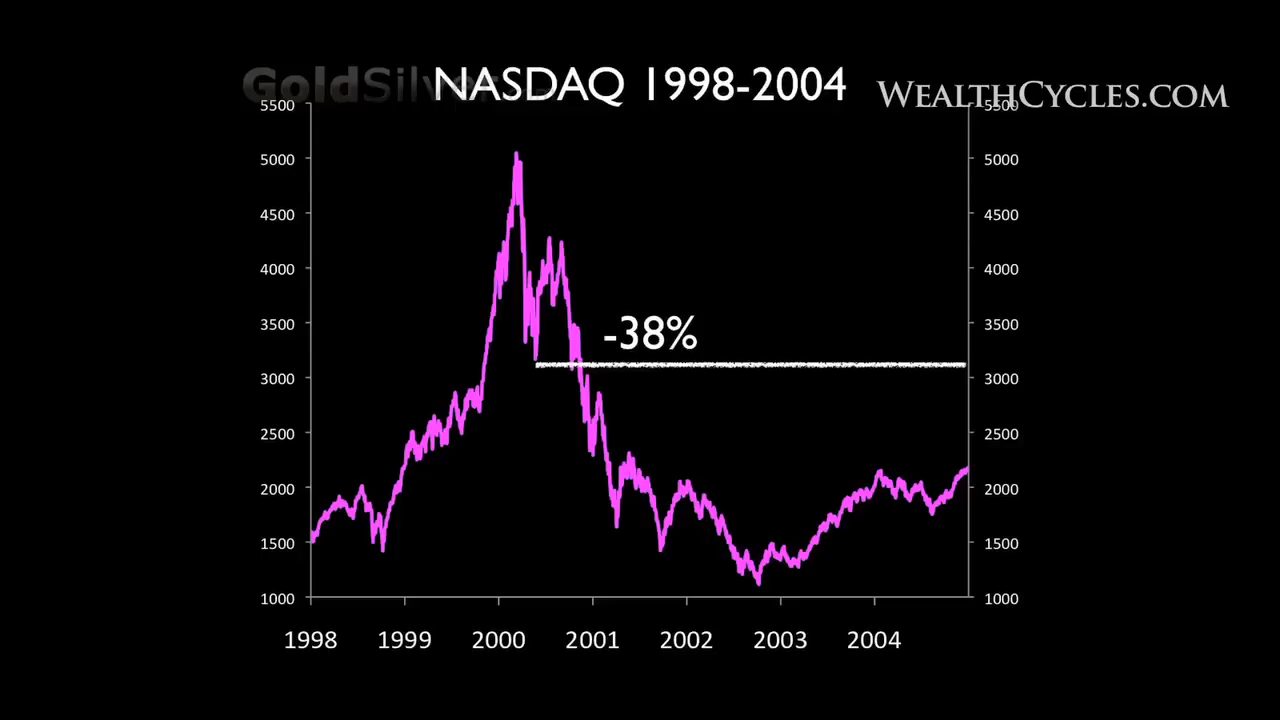 GoldSilver
NASDAQ 1998-2004
WEALTHCYCLES.COM
5500 5500
5000 5000
4500 4500
4000 4000
3500 3500
-38%
3000 3000
2500 2500
2000 2000
1500 1500
1000 1000
1998 1999 2000 2001 2002 2003 2004